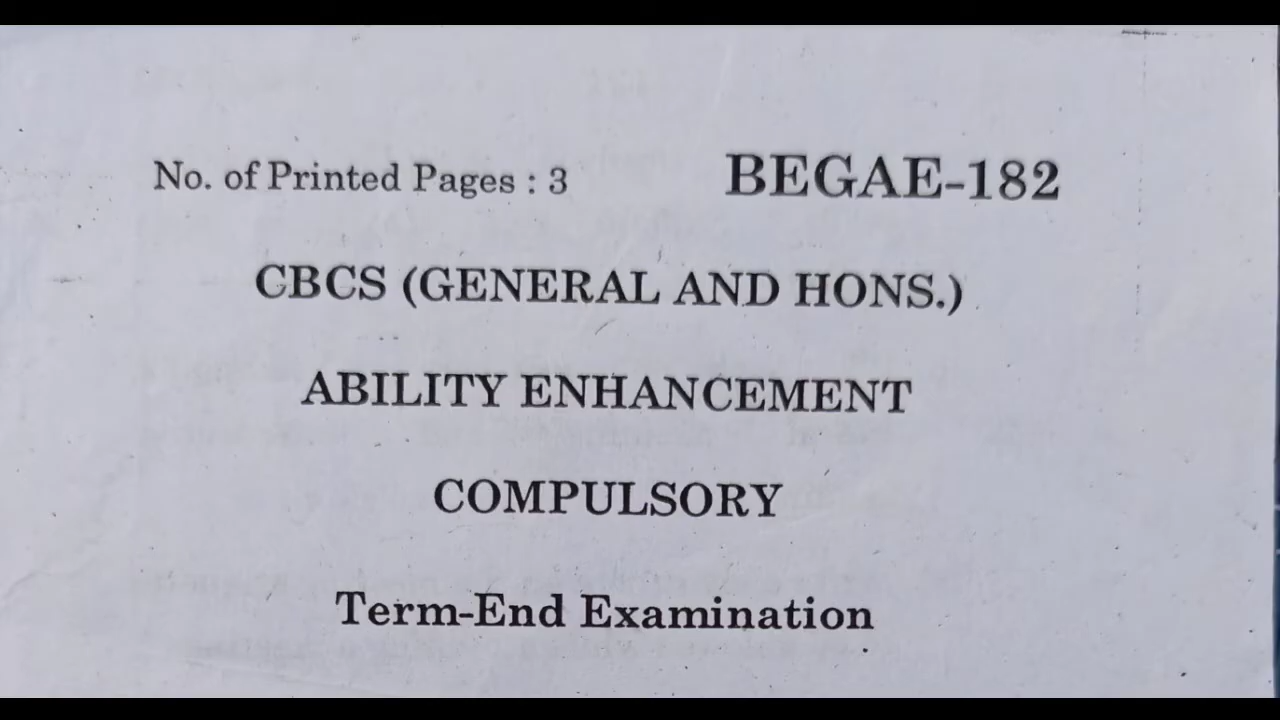 No. of Printed Pages : 3 BEGAE-182
CBCS (GENERAL AND HONS.)
ABILITY ENHANCEMENT
COMPULSORY
Term-End Examination